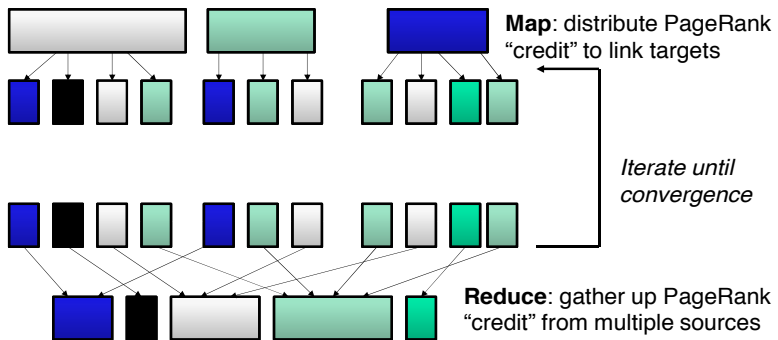 Map: distribute PageRank
“credit” to link targets
Iterate until
convergence
Reduce: gather up PageRank
“credit” from multiple sources